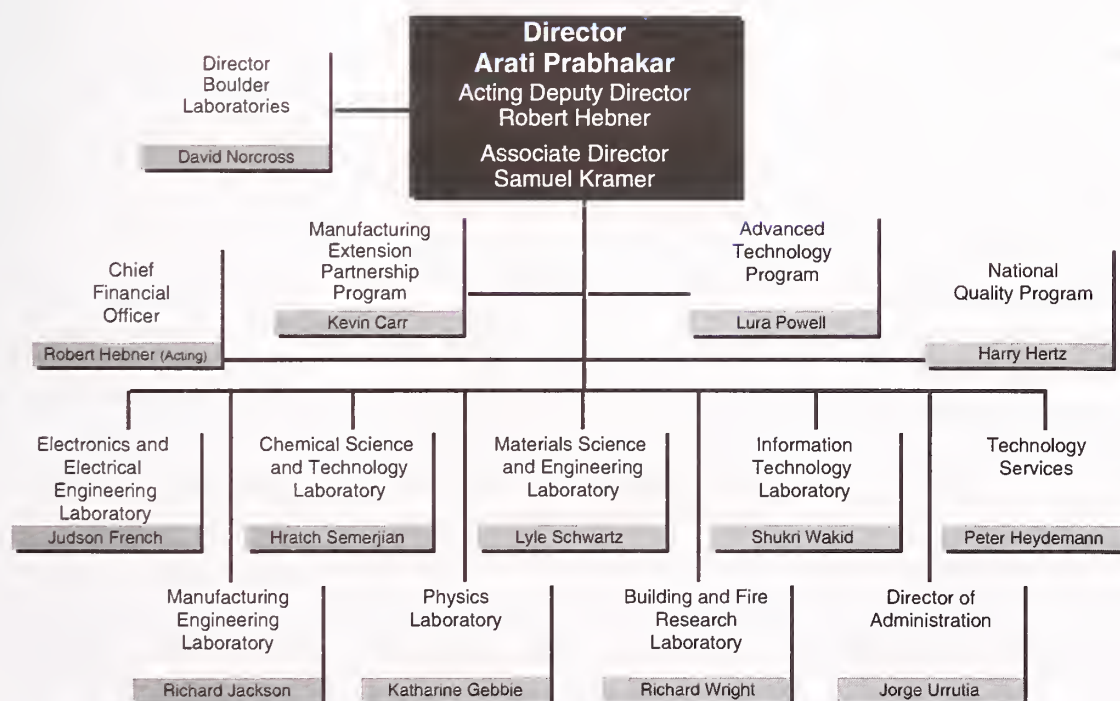 Director
Arati Prabhakar
Acting Deputy Director
Robert Hebner
Associate Director
Samuel Kramer
Director
Boulder
Laboratories
David Norcross
Chief
Financial
Officer
Robert Hebner (Acting)
Manufacturing
Extension
Partnership
Program
Kevin Carr
Advanced
Technology
Program
Lura Powell
National
Quality Program
Harry Hertz
Electronics and
Electrical
Engineering
Laboratory
Judson French
Chemical Science
and Technology
Laboratory
Hratch Semerjian
Materials Science
and Engineering
Laboratory
Lyle Schwartz
Information
Technology
Laboratory
Shukri Wakid
Technology
Services
Peter Heydemann
Manufacturing
Engineering
Laboratory
Richard Jackson
Physics
Laboratory
Katharine Gebbie
Building and Fire
Research
Laboratory
Richard Wright
Director of
Administration
Jorge Urrutia